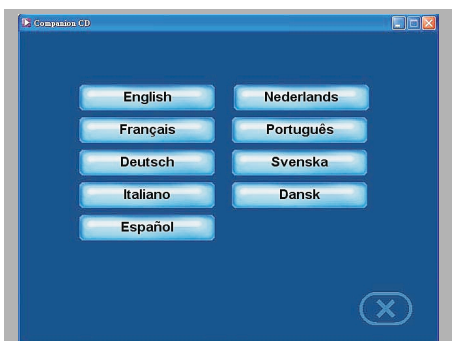 Companion CD
English
Nederlands
Français
Português
Deutsch
Svenska
Italiano
Dansk
Español